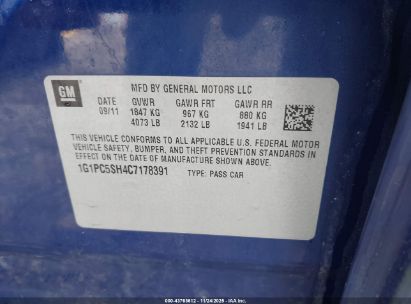 GM
MFD BY GENERAL MOTORS LLC
09/11 GVWR GAWR FRT GAWR RR
1847 KG 967 KG 880 KG
4073 LB 2132 LB 1941 LB
THIS VEHICLE CONFORMS TO ALL APPLICABLE U.S. FEDERAL MOTOR
VEHICLE SAFETY, BUMPER, AND THEFT PREVENTION STANDARDS IN
EFFECT ON THE DATE OF MANUFACTURE SHOWN ABOVE.
1G1PC5SH4C7178391 TYPE: PASS CAR